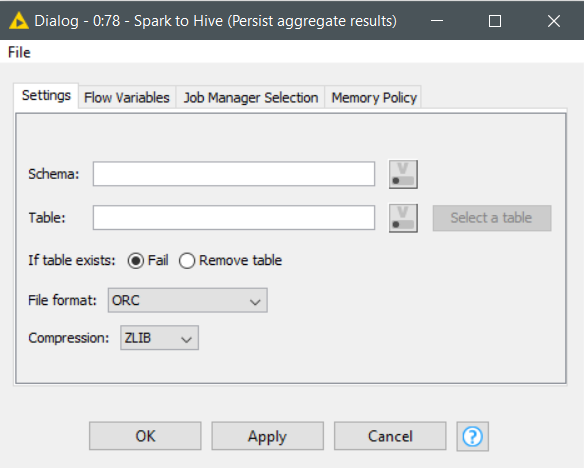 Dialog - 0:78 - Spark to Hive (Persist aggregate results)
File
Settings Flow Variables Job Manager Selection Memory Policy
Schema: V
Table: V Select a table
If table exists: Fail Remove table
File format: ORC
Compression: ZLIB
OK Apply Cancel ?